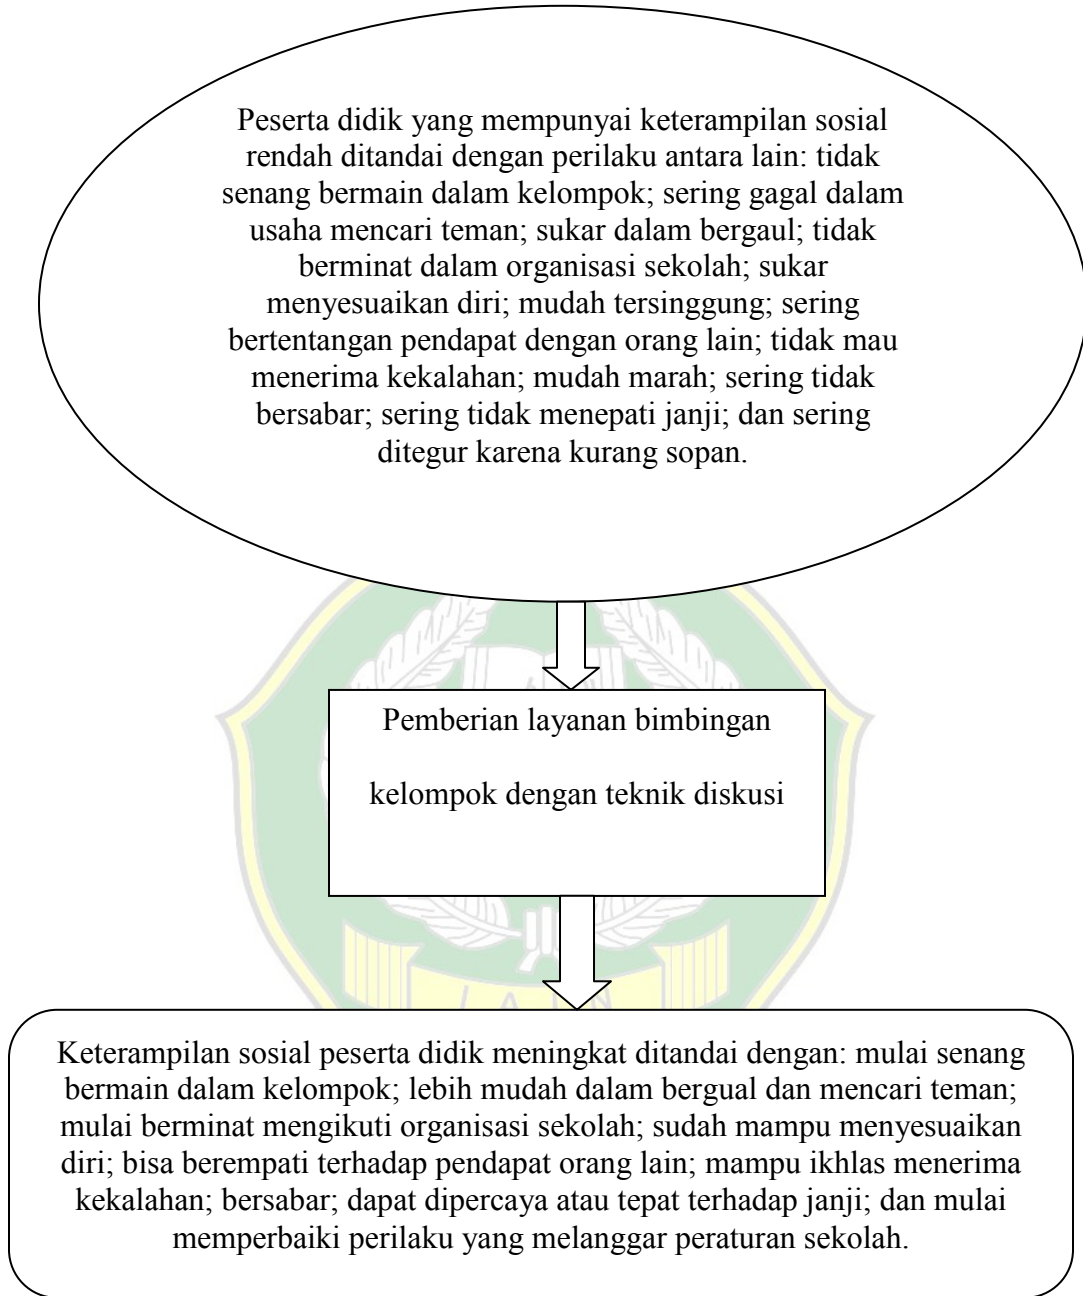 Peserta didik yang mempunyai keterampilan sosial
rendah ditandai dengan perilaku antara lain: tidak
senang bermain dalam kelompok; sering gagal dalam
usaha mencari teman; sukar dalam bergaul; tidak
berminat dalam organisasi sekolah; sukar
menyesuaikan diri; mudah tersinggung; sering
bertentangan pendapat dengan orang lain; tidak mau
menerima kekalahan; mudah marah; sering tidak
bersabar; sering tidak menepati janji; dan sering
ditegur karena kurang sopan.
Pemberian layanan bimbingan
kelompok dengan teknik diskusi
I A I N
Keterampilan sosial peserta didik meningkat ditandai dengan: mulai senang
bermain dalam kelompok; lebih mudah dalam bergual dan mencari teman;
mulai berminat mengikuti organisasi sekolah; sudah mampu menyesuaikan
diri; bisa berempati terhadap pendapat orang lain; mampu ikhlas menerima
kekalahan; bersabar; dapat dipercaya atau tepat terhadap janji; dan mulai
memperbaiki perilaku yang melanggar peraturan sekolah.